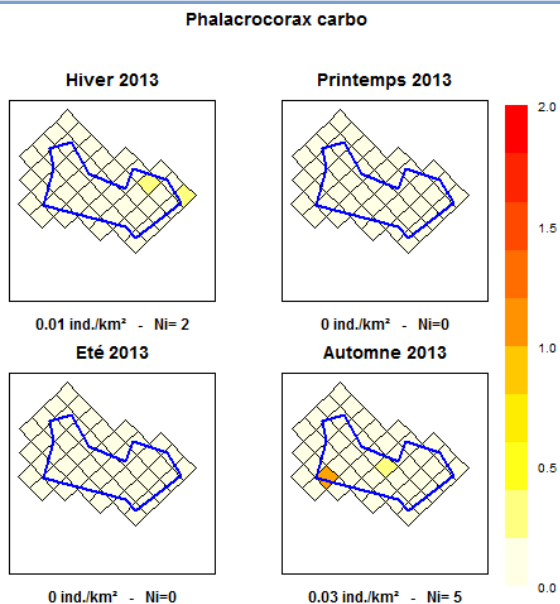 Phalacrocorax carbo
Hiver 2013
Printemps 2013
0.01 ind./km² - Ni= 2
0 ind./km² - Ni=0
Eté 2013
Automne 2013
0 ind./km² - Ni=0
0.03 ind./km² - Ni= 5
2.0
1.5
1.0
0.5
0.0